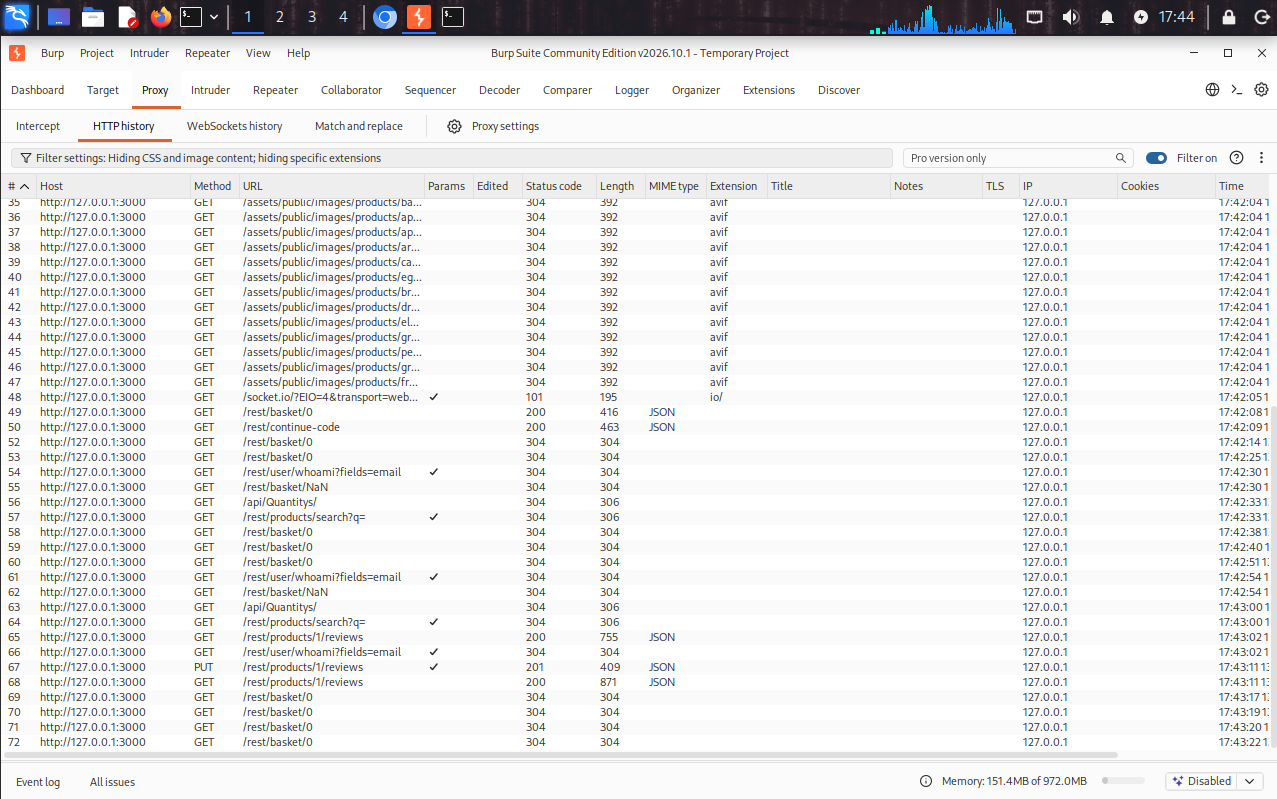 1 2 3 4 17:44
Burp Project Intruder Repeater View Help Burp Suite Community Edition v2026.10.1 - Temporary Project
Dashboard Target Proxy Intruder Repeater Collaborator Sequencer Decoder Comparer Logger Organizer Extensions Discover
Intercept HTTP history WebSockets history Match and replace Proxy settings
Filter settings: Hiding CSS and image content; hiding specific extensions Pro version only Filter on
# Host Method URL Params Edited Status code Length MIME type Extension Title Notes TLS IP Cookies Time
35 http://127.0.0.1:3000 GET /assets/public/images/products/ba... 304 392 avif 127.0.0.1 17:42:04 1
36 http://127.0.0.1:3000 GET /assets/public/images/products/ap... 304 392 avif 127.0.0.1 17:42:04 1
37 http://127.0.0.1:3000 GET /assets/public/images/products/ap... 304 392 avif 127.0.0.1 17:42:04 1
38 http://127.0.0.1:3000 GET /assets/public/images/products/ar... 304 392 avif 127.0.0.1 17:42:04 1
39 http://127.0.0.1:3000 GET /assets/public/images/products/ca... 304 392 avif 127.0.0.1 17:42:04 1
40 http://127.0.0.1:3000 GET /assets/public/images/products/eg... 304 392 avif 127.0.0.1 17:42:04 1
41 http://127.0.0.1:3000 GET /assets/public/images/products/br... 304 392 avif 127.0.0.1 17:42:04 1
42 http://127.0.0.1:3000 GET /assets/public/images/products/dr... 304 392 avif 127.0.0.1 17:42:04 1
43 http://127.0.0.1:3000 GET /assets/public/images/products/el... 304 392 avif 127.0.0.1 17:42:04 1
44 http://127.0.0.1:3000 GET /assets/public/images/products/gr... 304 392 avif 127.0.0.1 17:42:04 1
45 http://127.0.0.1:3000 GET /assets/public/images/products/pe... 304 392 avif 127.0.0.1 17:42:04 1
46 http://127.0.0.1:3000 GET /assets/public/images/products/gr... 304 392 avif 127.0.0.1 17:42:04 1
47 http://127.0.0.1:3000 GET /assets/public/images/products/fr... 304 392 avif 127.0.0.1 17:42:04 1
48 http://127.0.0.1:3000 GET /socket.io/?EIO=4&transport=web... ✓ 101 195 io/ 127.0.0.1 17:42:05 1
49 http://127.0.0.1:3000 GET /rest/basket/0 200 416 JSON 127.0.0.1 17:42:08 1
50 http://127.0.0.1:3000 GET /rest/continue-code 200 463 JSON 127.0.0.1 17:42:09 1
52 http://127.0.0.1:3000 GET /rest/basket/0 304 304 127.0.0.1 17:42:14 1
53 http://127.0.0.1:3000 GET /rest/basket/0 304 304 127.0.0.1 17:42:25 1
54 http://127.0.0.1:3000 GET /rest/user/whoami?fields=email ✓ 304 304 127.0.0.1 17:42:30 1
55 http://127.0.0.1:3000 GET /rest/basket/NaN 304 304 127.0.0.1 17:42:30 1
56 http://127.0.0.1:3000 GET /api/Quantitys/ 304 306 127.0.0.1 17:42:33 1
57 http://127.0.0.1:3000 GET /rest/products/search?q= ✓ 304 306 127.0.0.1 17:42:33 1
58 http://127.0.0.1:3000 GET /rest/basket/0 304 304 127.0.0.1 17:42:38 1
59 http://127.0.0.1:3000 GET /rest/basket/0 304 304 127.0.0.1 17:42:40 1
60 http://127.0.0.1:3000 GET /rest/basket/0 304 304 127.0.0.1 17:42:51 1
61 http://127.0.0.1:3000 GET /rest/user/whoami?fields=email ✓ 304 304 127.0.0.1 17:42:54 1
62 http://127.0.0.1:3000 GET /rest/basket/NaN 304 304 127.0.0.1 17:42:54 1
63 http://127.0.0.1:3000 GET /api/Quantitys/ 304 306 127.0.0.1 17:43:00 1
64 http://127.0.0.1:3000 GET /rest/products/search?q= ✓ 304 306 127.0.0.1 17:43:00 1
65 http://127.0.0.1:3000 GET /rest/products/1/reviews 200 755 JSON 127.0.0.1 17:43:02 1
66 http://127.0.0.1:3000 GET /rest/user/whoami?fields=email ✓ 304 304 127.0.0.1 17:43:02 1
67 http://127.0.0.1:3000 PUT /rest/products/1/reviews ✓ 201 409 JSON 127.0.0.1 17:43:11 1
68 http://127.0.0.1:3000 GET /rest/products/1/reviews 200 871 JSON 127.0.0.1 17:43:11 1
69 http://127.0.0.1:3000 GET /rest/basket/0 304 304 127.0.0.1 17:43:17 1
70 http://127.0.0.1:3000 GET /rest/basket/0 304 304 127.0.0.1 17:43:19 1
71 http://127.0.0.1:3000 GET /rest/basket/0 304 304 127.0.0.1 17:43:20 1
72 http://127.0.0.1:3000 GET /rest/basket/0 304 304 127.0.0.1 17:43:22 1
Event log All issues Memory: 151.4MB of 972.0MB Disabled